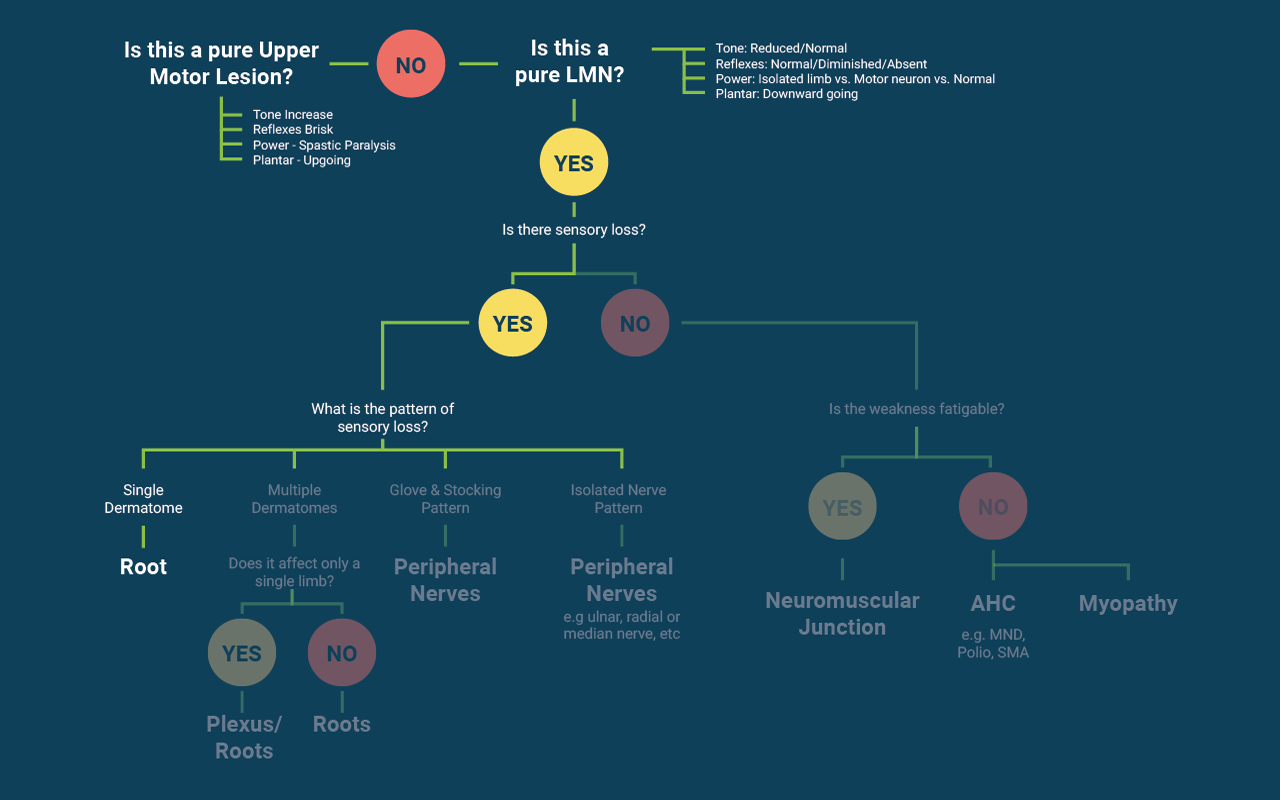 Is this a pure Upper
Motor Lesion?
NO
Is this a
pure LMN?
Tone: Reduced/Normal
Reflexes: Normal/Diminished/Absent
Power: Isolated limb vs. Motor neuron vs. Normal
Plantar: Downward going
Tone Increase
Reflexes Brisk
Power - Spastic Paralysis
Plantar - Upgoing
YES
Is there sensory loss?
YES
NO
What is the pattern of
sensory loss?
Is the weakness fatigable?
Single
Dermatome
Root
Multiple
Dermatomes
Does it affect only a
single limb?
YES
NO
Plexus/
Roots
Roots
Glove & Stocking
Pattern
Peripheral
Nerves
Isolated Nerve
Pattern
Peripheral
Nerves
e.g ulnar, radial or
median nerve, etc
YES
NO
Neuromuscular
Junction
AHC
e.g. MND,
Polio, SMA
Myopathy